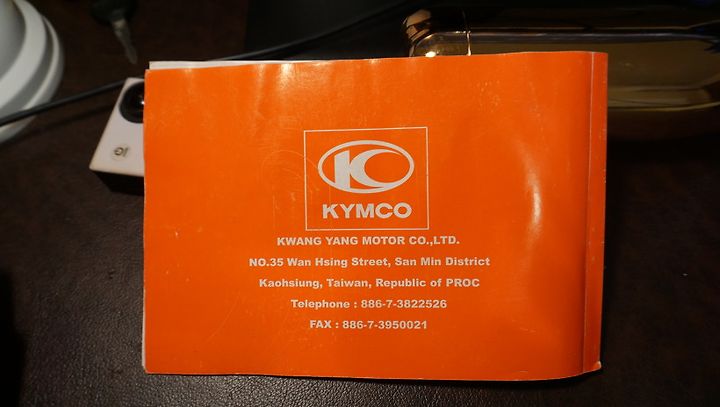 KYMCO
KWANG YANG MOTOR CO.,LTD.
NO.35 Wan Hsing Street, San Min District
Kaohsiung, Taiwan, Republic of PROC
Telephone : 886-7-3822526
FAX : 886-7-3950021